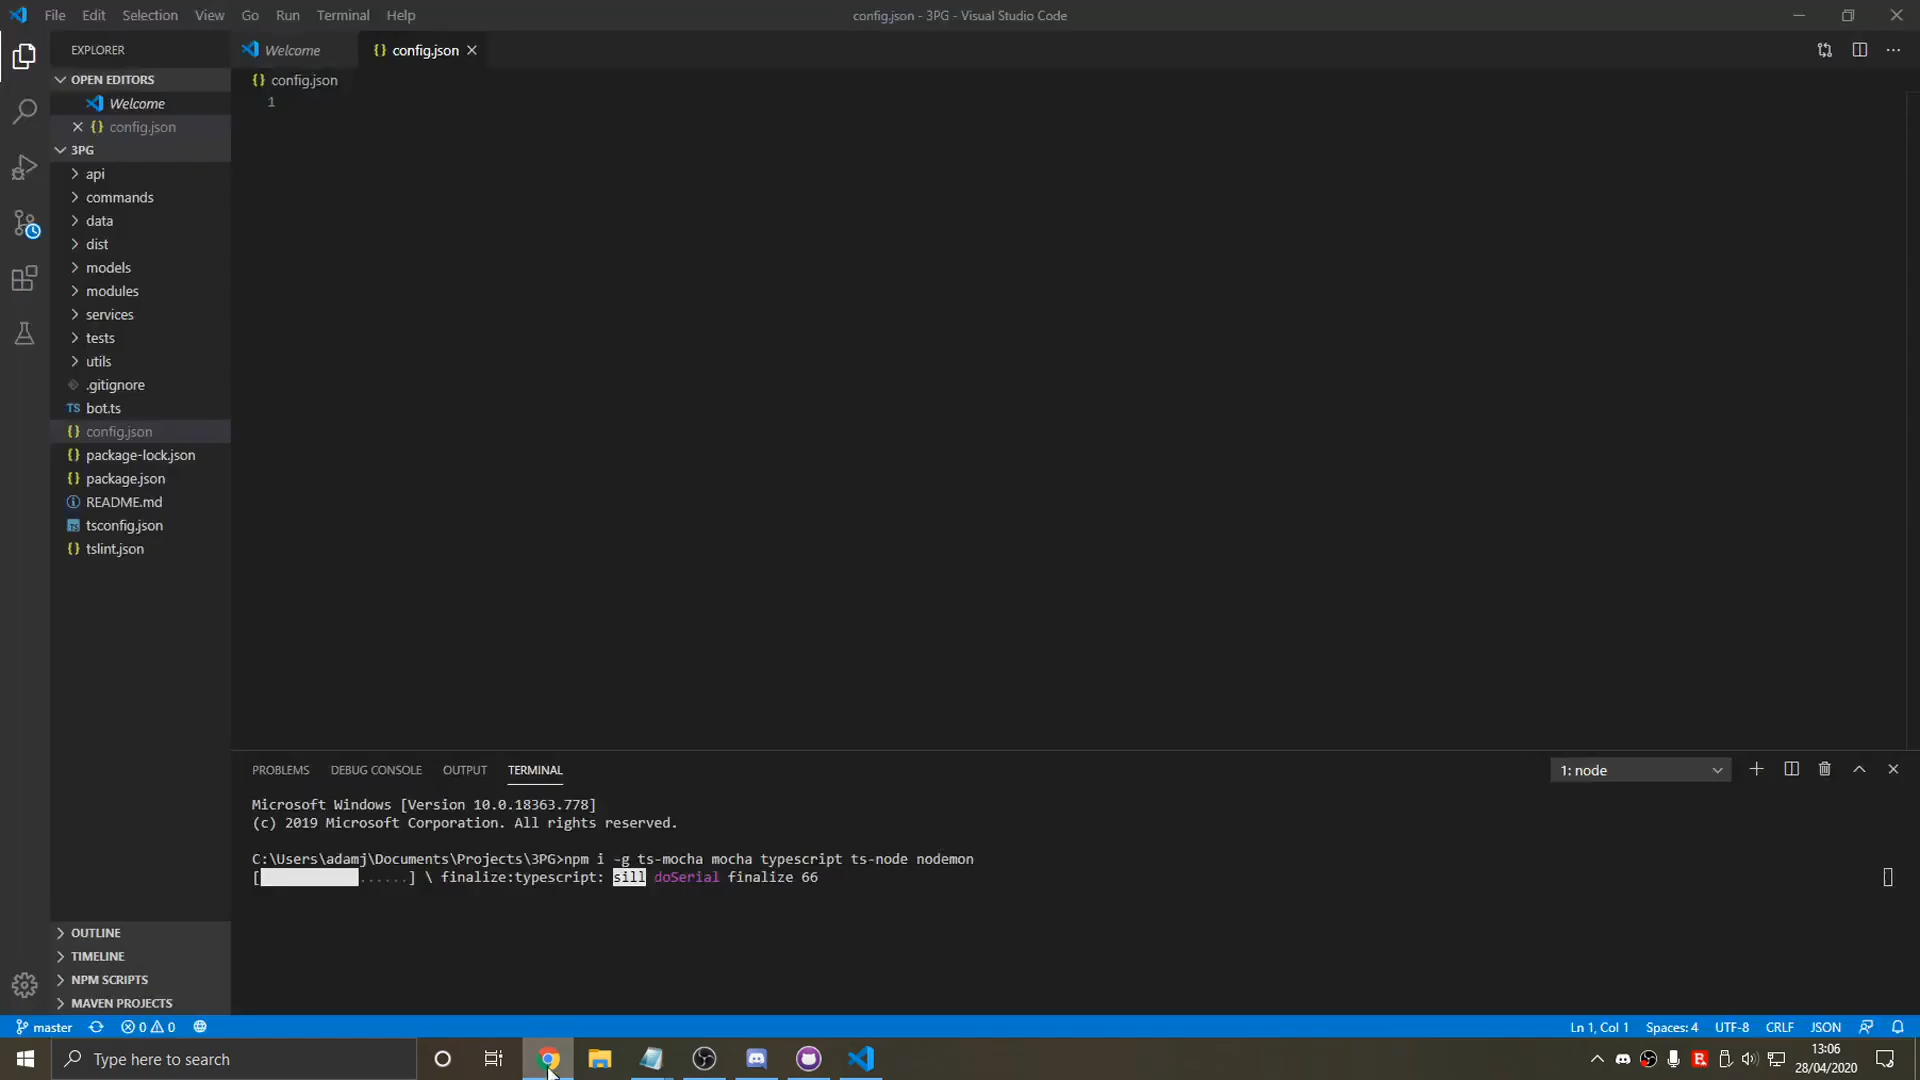 File Edit Selection View Go Run Terminal Help
config.json - 3PG - Visual Studio Code
EXPLORER
Welcome
config.json
OPEN EDITORS
Welcome
config.json
3PG
api
commands
data
dist
models
modules
services
tests
utils
.gitignore
TS bot.ts
{} config.json
{} package-lock.json
{} package.json
README.md
tsconfig.json
{} tslint.json
OUTLINE
TIMELINE
NPM SCRIPTS
MAVEN PROJECTS
{} config.json
1
PROBLEMS DEBUG CONSOLE OUTPUT TERMINAL
1: node
Microsoft Windows [Version 10.0.18363.778]
(c) 2019 Microsoft Corporation. All rights reserved.
C:\Users\adamj\Documents\Projects\3PG>npm i -g ts-mocha mocha typescript ts-node nodemon
[ ......] \ finalize:typescript: sill doSerial finalize 66
master 0 0
Ln 1, Col 1 Spaces: 4 UTF-8 CRLF JSON
Type here to search
13:06
28/04/2020